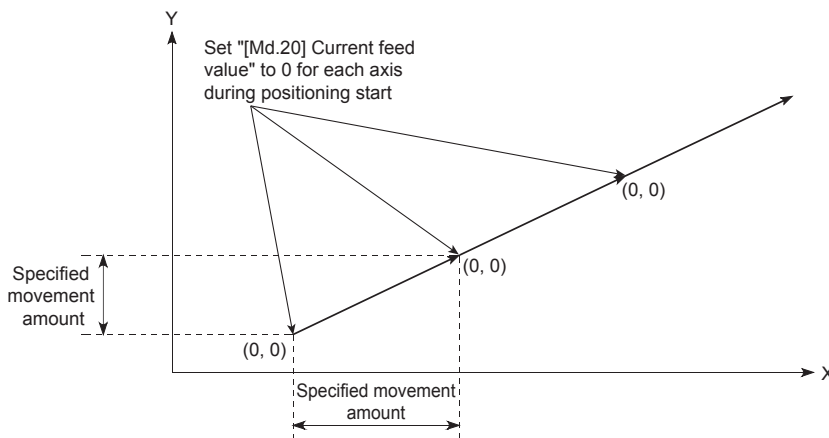 Y
Set "[Md.20] Current feed
value" to 0 for each axis
during positioning start
(0, 0)
(0, 0)
Specified
movement
amount
(0, 0)
X
Specified movement
amount